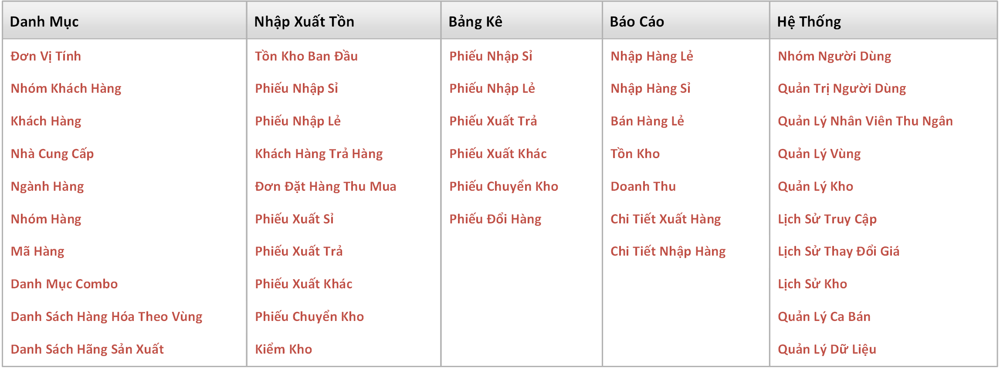 Danh Mục Nhập Xuất Tồn Bảng Kê Báo Cáo Hệ Thống
Đơn Vị Tính Tồn Kho Ban Đầu Phiếu Nhập Sỉ Nhập Hàng Lẻ Nhóm Người Dùng
Nhóm Khách Hàng Phiếu Nhập Sỉ Phiếu Nhập Lẻ Nhập Hàng Sỉ Quản Trị Người Dùng
Khách Hàng Phiếu Nhập Lẻ Phiếu Xuất Trả Bán Hàng Lẻ Quản Lý Nhân Viên Thu Ngân
Nhà Cung Cấp Khách Hàng Trả Hàng Phiếu Xuất Khác Tồn Kho Quản Lý Vùng
Ngành Hàng Đơn Đặt Hàng Thu Mua Phiếu Chuyển Kho Doanh Thu Quản Lý Kho
Nhóm Hàng Phiếu Xuất Sỉ Phiếu Đổi Hàng Chi Tiết Xuất Hàng Lịch Sử Truy Cập
Mã Hàng Phiếu Xuất Trả Chi Tiết Nhập Hàng Lịch Sử Thay Đổi Giá
Danh Mục Combo Phiếu Xuất Khác Lịch Sử Kho
Danh Sách Hàng Hóa Theo Vùng Phiếu Chuyển Kho Quản Lý Ca Bán
Danh Sách Hãng Sản Xuất Kiểm Kho Quản Lý Dữ Liệu